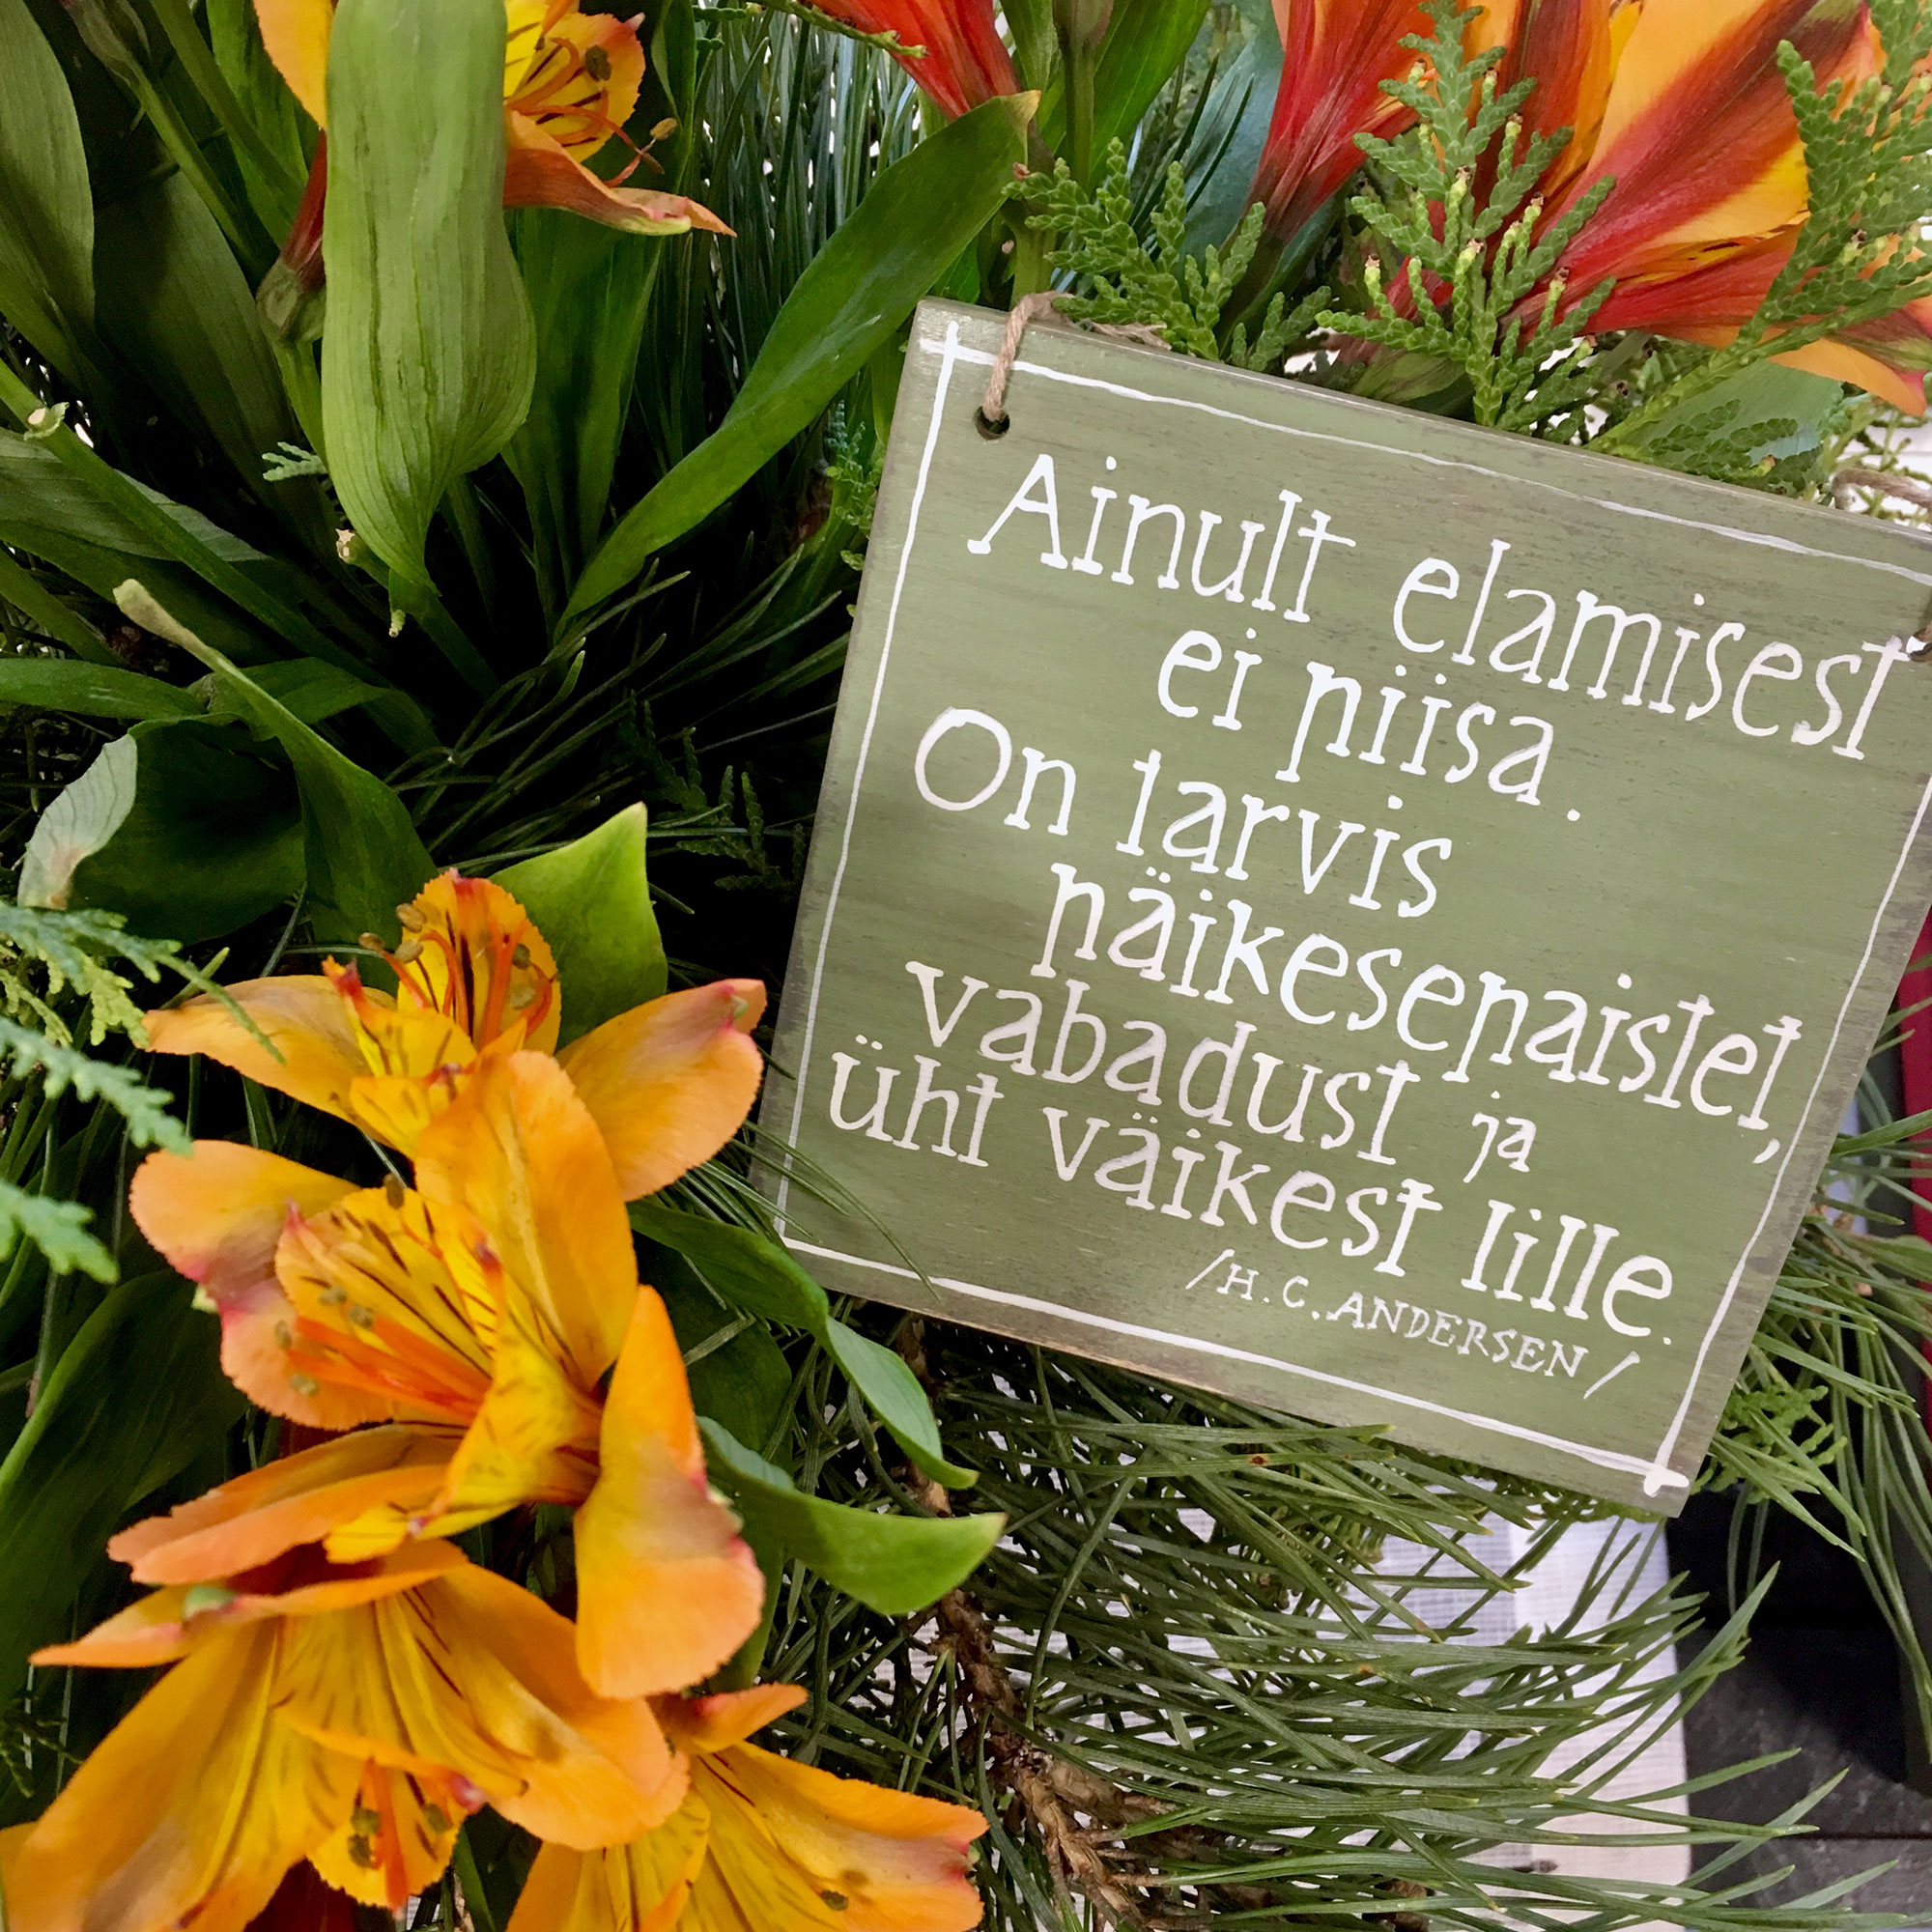 Ainult elamisest
ei piisa.
On tarvis
päikesepaistet,
vabadust ja
üht väikest lille.
/H. C. ANDERSEN/